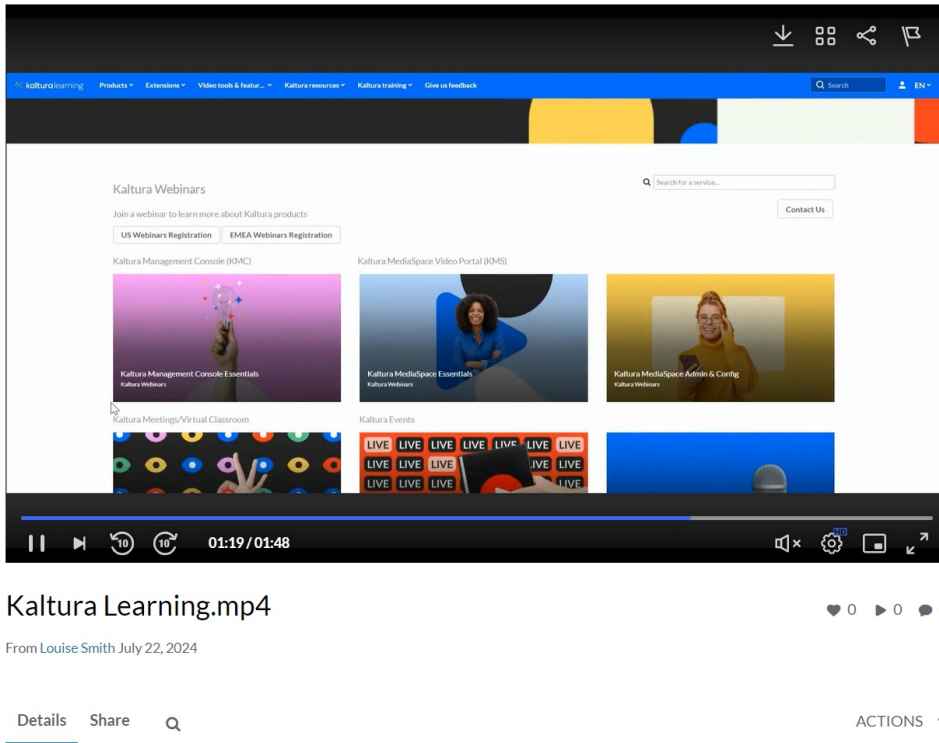 kaltura learning Products Extensions Video tools & featur... Kaltura resources Kaltura training Give us feedback Search EN
Kaltura Webinars
Search for a service...
Join a webinar to learn more about Kaltura products
Contact Us
US Webinars Registration EMEA Webinars Registration
Kaltura Management Console (KMC) Kaltura MediaSpace Video Portal (KMS)
Kaltura Management Console Essentials Kaltura MediaSpace Essentials Kaltura MediaSpace Admin & Config
Kaltura Webinars Kaltura Webinars Kaltura Webinars
Kaltura Meetings/Virtual Classroom Kaltura Events
LIVE LIVE LIVE LIVE LIVE LIVE LIVE
LIVE LIVE LIVE LIVE LIVE
LIVE LIVE LIVE LIVE
10 10 01:19 / 01:48 HD
Kaltura Learning.mp4
0 0
From Louise Smith July 22, 2024
Details Share ACTIONS